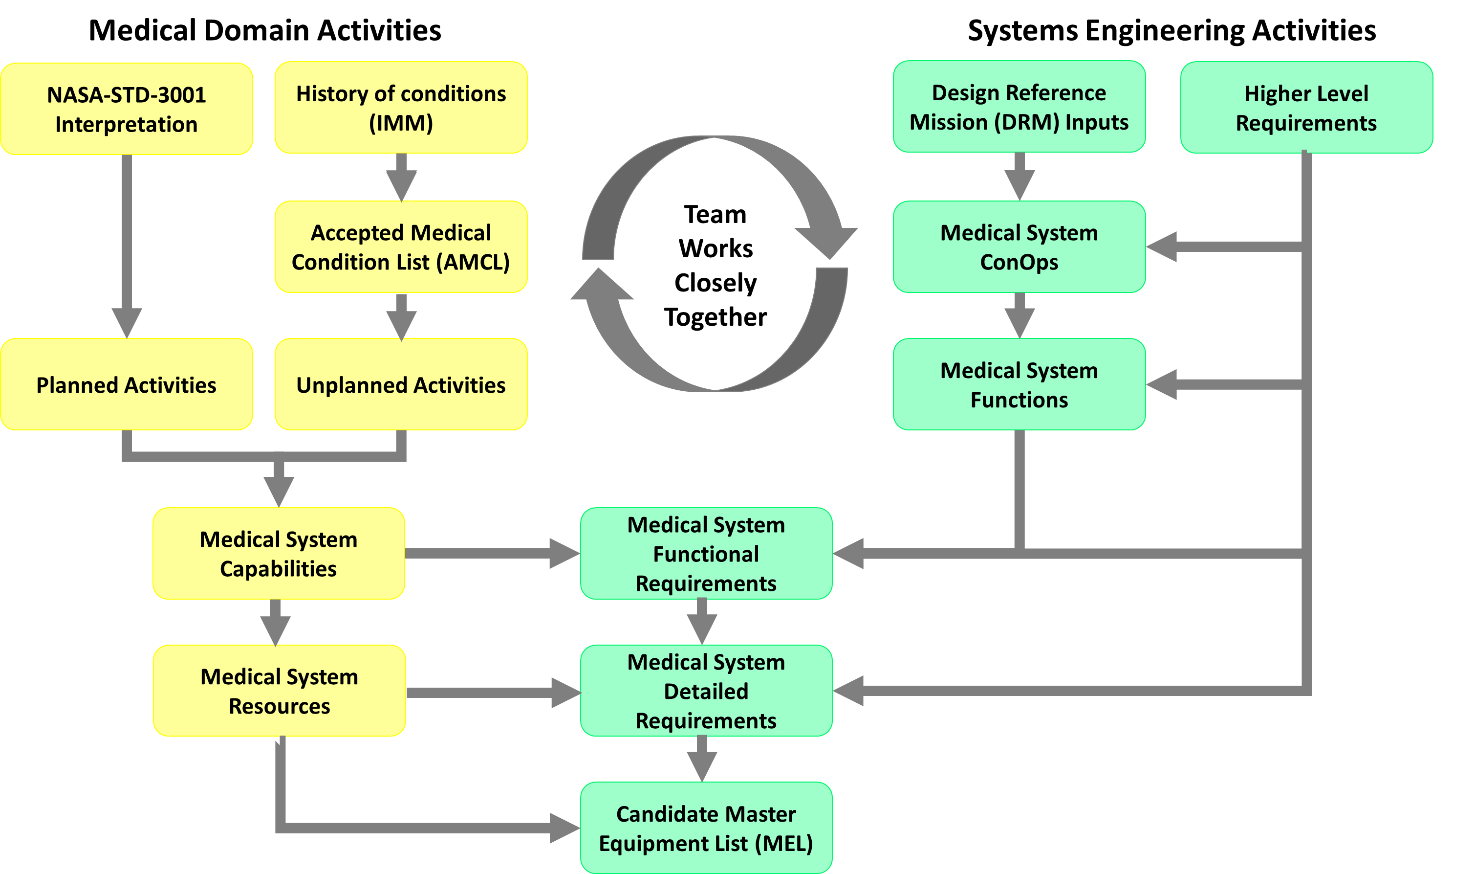 Medical Domain Activities
Systems Engineering Activities
NASA-STD-3001
Interpretation
History of conditions
(IMM)
Design Reference
Mission (DRM) Inputs
Higher Level
Requirements
Accepted Medical
Condition List (AMCL)
Team
Works
Closely
Together
Medical System
ConOps
Planned Activities
Unplanned Activities
Medical System
Functions
Medical System
Capabilities
Medical System
Functional
Requirements
Medical System
Resources
Medical System
Detailed
Requirements
Candidate Master
Equipment List (MEL)